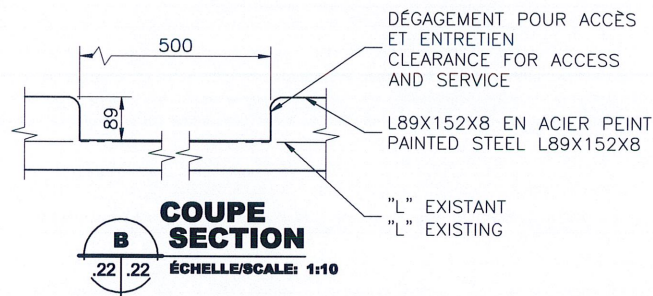 500
89
DÉGAGEMENT POUR ACCÈS
ET ENTRETIEN
CLEARANCE FOR ACCESS
AND SERVICE
L89X152X8 EN ACIER PEINT
PAINTED STEEL L89X152X8
"L" EXISTANT
"L" EXISTING
COUPE
SECTION
B
.22 .22
ÉCHELLE/SCALE: 1:10